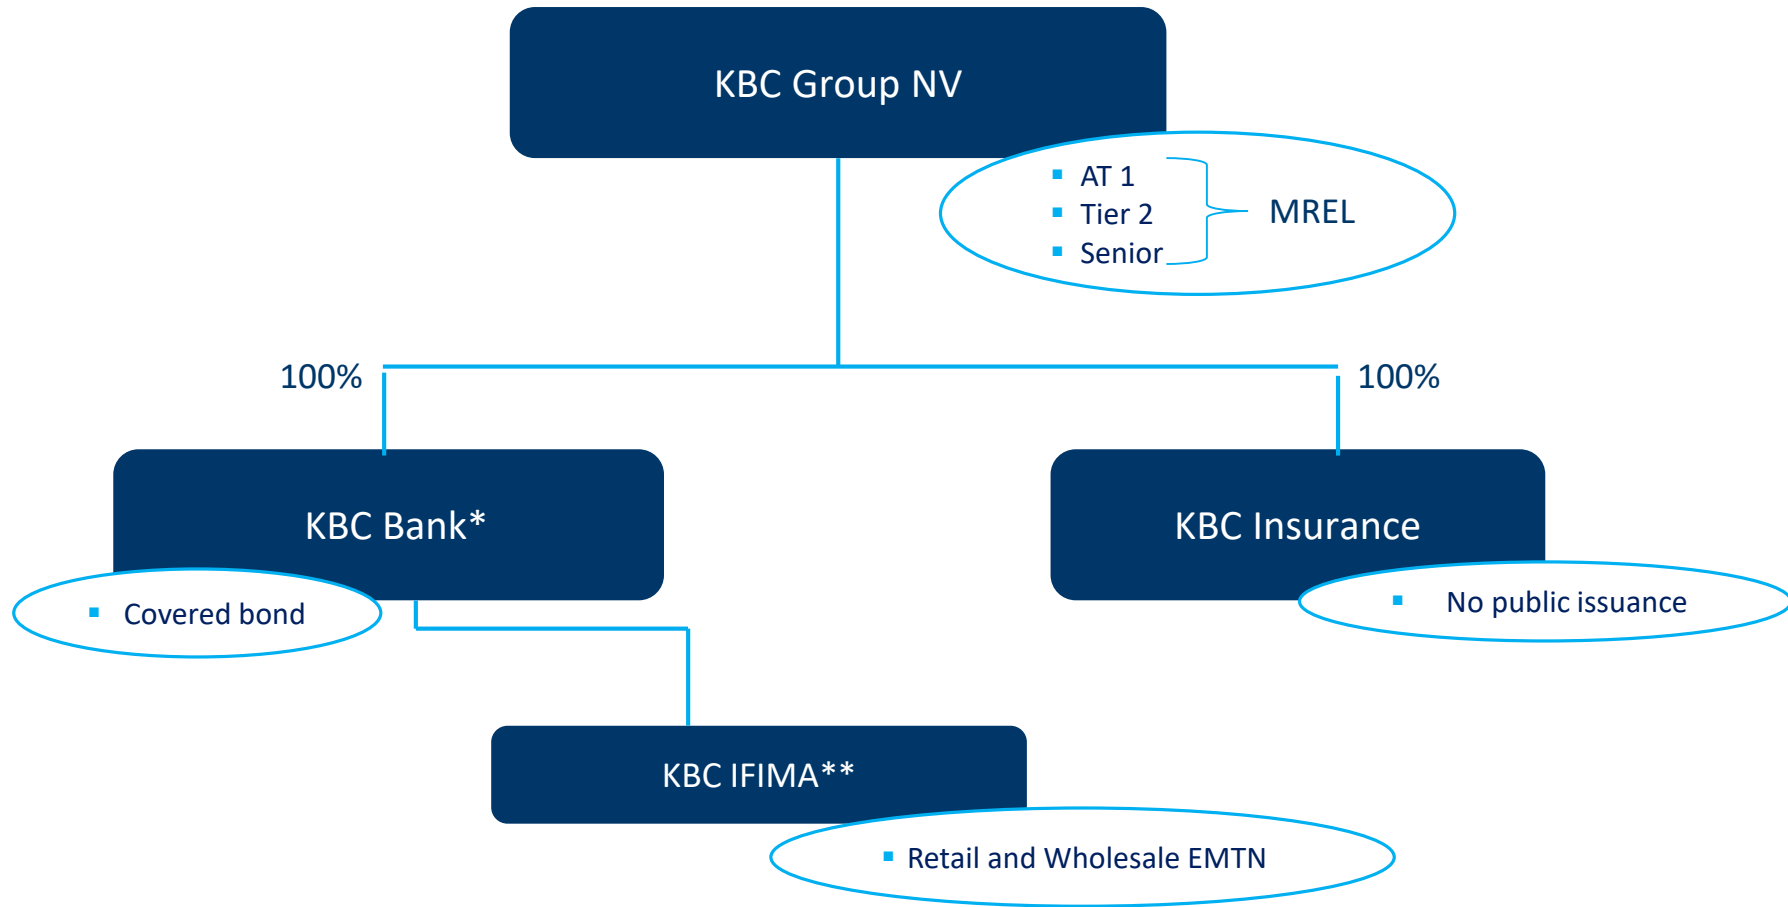 KBC Group NV
▪ AT 1
▪ Tier 2
▪ Senior
MREL
100%
100%
KBC Bank*
KBC Insurance
▪ Covered bond
▪ No public issuance
KBC IFIMA**
▪ Retail and Wholesale EMTN